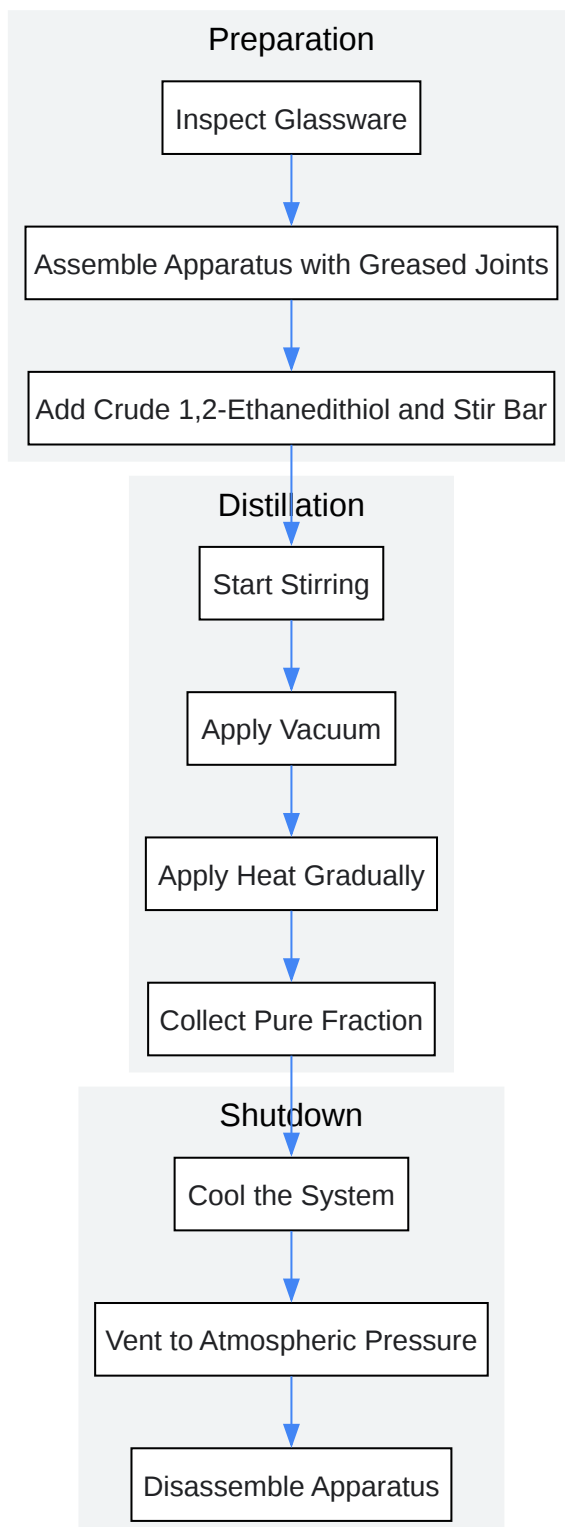 Preparation
Inspect Glassware
Assemble Apparatus with Greased Joints
Add Crude 1,2-Ethanedithiol and Stir Bar
Distillation
Start Stirring
Apply Vacuum
Apply Heat Gradually
Collect Pure Fraction
Shutdown
Cool the System
Vent to Atmospheric Pressure
Disassemble Apparatus